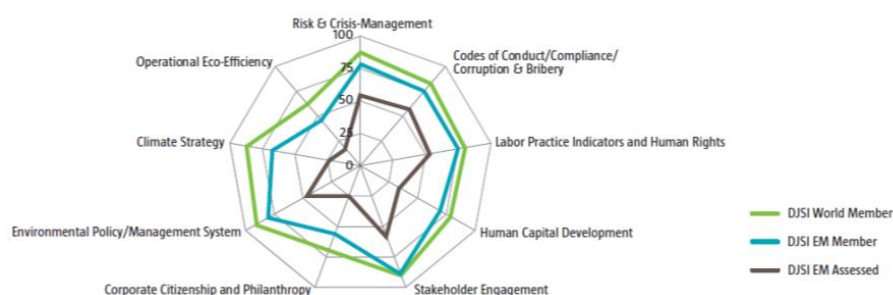 Risk & Crisis-Management
100
75
50
25
0
Codes of Conduct/Compliance/
Corruption & Bribery
Operational Eco-Efficiency
Climate Strategy
Labor Practice Indicators and Human Rights
Environmental Policy/Management System
Human Capital Development
Corporate Citizenship and Philanthropy
Stakeholder Engagement
DJSI World Member
DJSI EM Member
DJSI EM Assessed